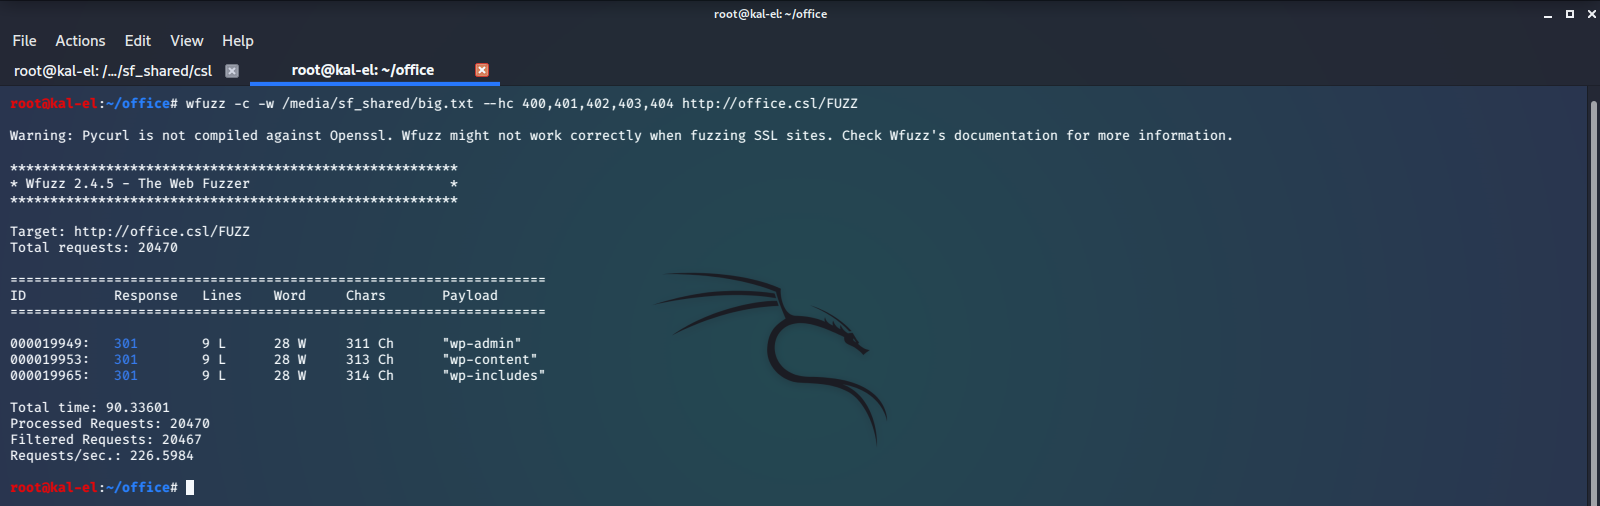 root@kal-el: ~/office
File Actions Edit View Help
root@kal-el: /.../sf_shared/csl root@kal-el: ~/office
root@kal-el:~/office# wfuzz -c -w /media/sf_shared/big.txt --hc 400,401,402,403,404 http://office.csl/FUZZ
Warning: Pycurl is not compiled against Openssl. Wfuzz might not work correctly when fuzzing SSL sites. Check Wfuzz's documentation for more information.
********************************************************
* Wfuzz 2.4.5 - The Web Fuzzer                         *
********************************************************
Target: http://office.csl/FUZZ
Total requests: 20470
===================================================================
ID           Response   Lines    Word     Chars       Payload
===================================================================
000019949:   301        9 L      28 W     311 Ch      "wp-admin"
000019953:   301        9 L      28 W     313 Ch      "wp-content"
000019965:   301        9 L      28 W     314 Ch      "wp-includes"
Total time: 90.33601
Processed Requests: 20470
Filtered Requests: 20467
Requests/sec.: 226.5984
root@kal-el:~/office#